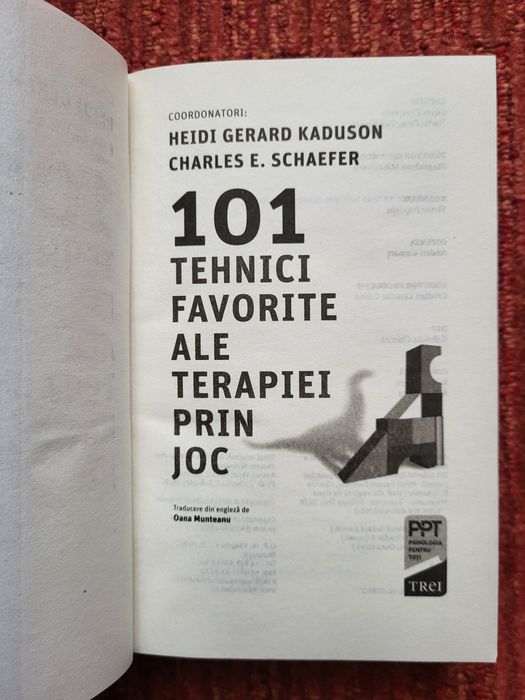 COORDONATORI:
HEIDI GERARD KADUSON
CHARLES E. SCHAEFER
101
TEHNICI
FAVORITE
ALE
TERAPIEI
PRIN
JOC
Traducere din engleză de
Oana Munteanu
PPT
PSIHOLOGIA
PENTRU
TOȚI
TREI